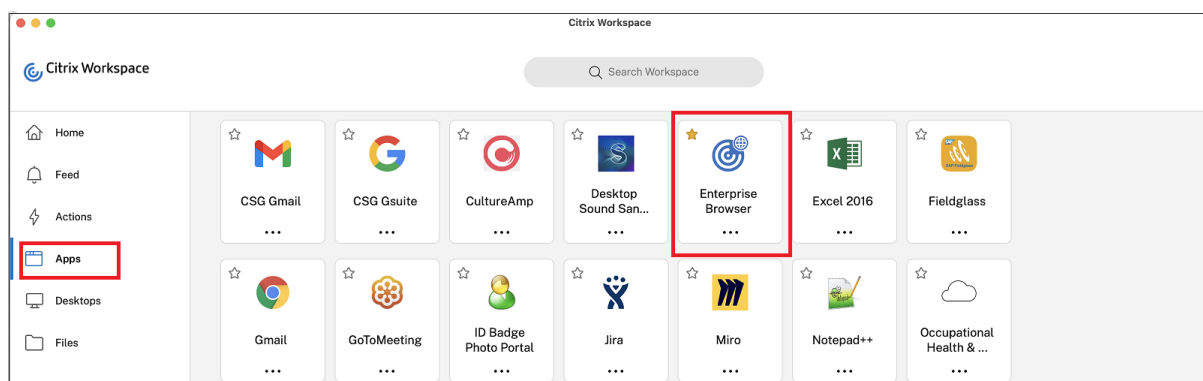 Citrix Workspace
Citrix Workspace
Search Workspace
Home
Feed
Actions
Apps
Desktops
Files
CSG Gmail
CSG Gsuite
CultureAmp
Desktop
Sound San...
Enterprise
Browser
Excel 2016
Fieldglass
Gmail
GoToMeeting
ID Badge
Photo Portal
Jira
Miro
Notepad++
Occupational
Health & ...